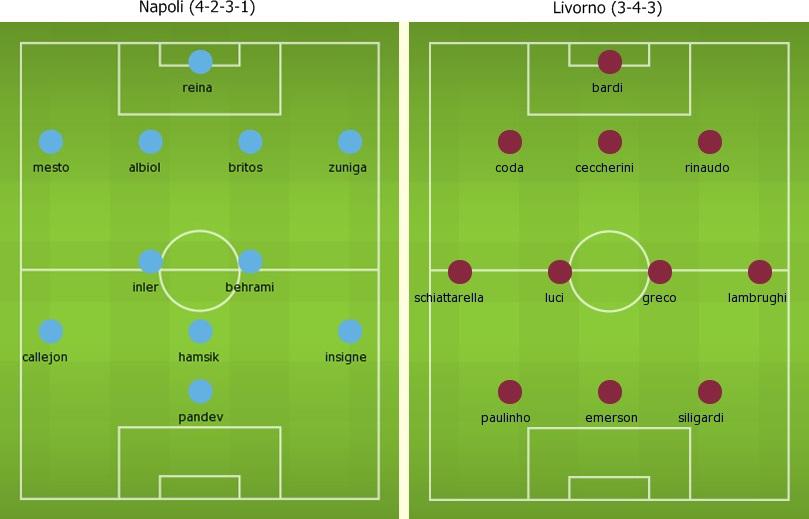 Napoli (4-2-3-1)
reina
mesto albiol britos zuniga
inler behrami
callejon hamsik insigne
pandev
Livorno (3-4-3)
bardi
coda ceccherini rinaudo
schiattarella luci greco lambrughi
paulinho emerson siligardi